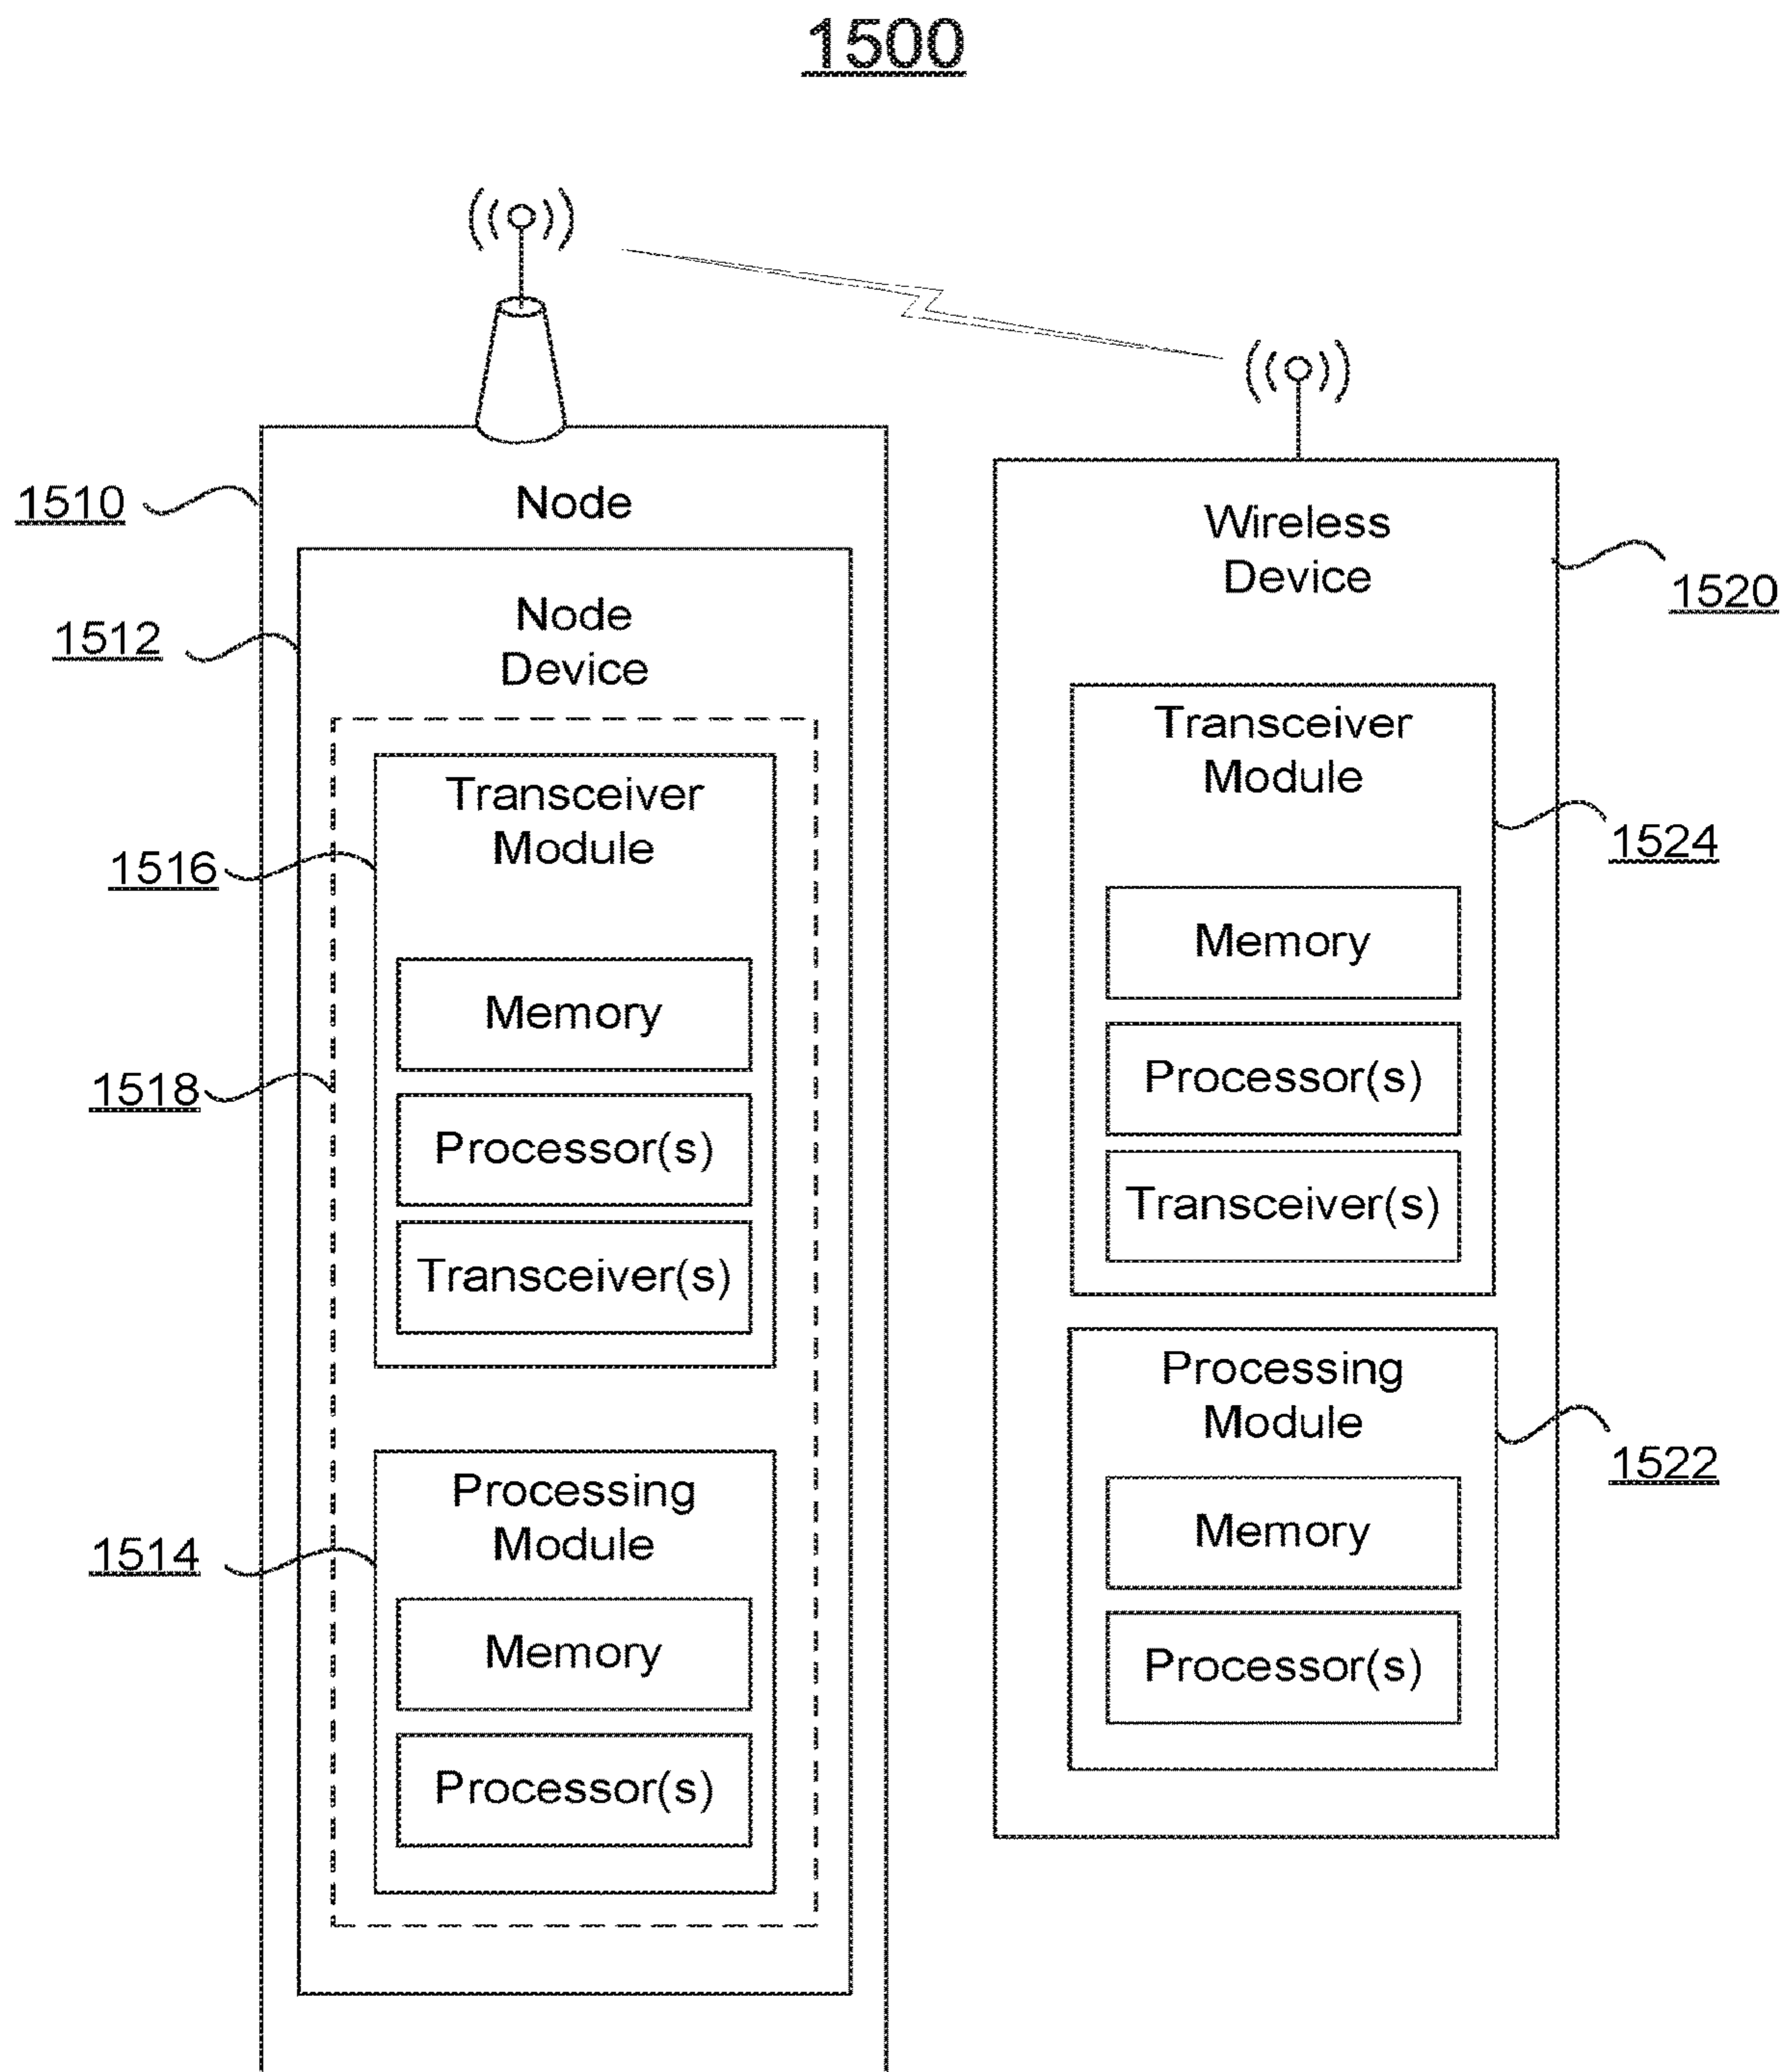 1500
1510
Node
1512
Node
Device
1516
Transceiver
Module
Memory
1518
Processor(s)
Transceiver(s)
1514
Processing
Module
Memory
Processor(s)
Wireless
Device
1520
Transceiver
Module
1524
Memory
Processor(s)
Transceiver(s)
Processing
Module
1522
Memory
Processor(s)